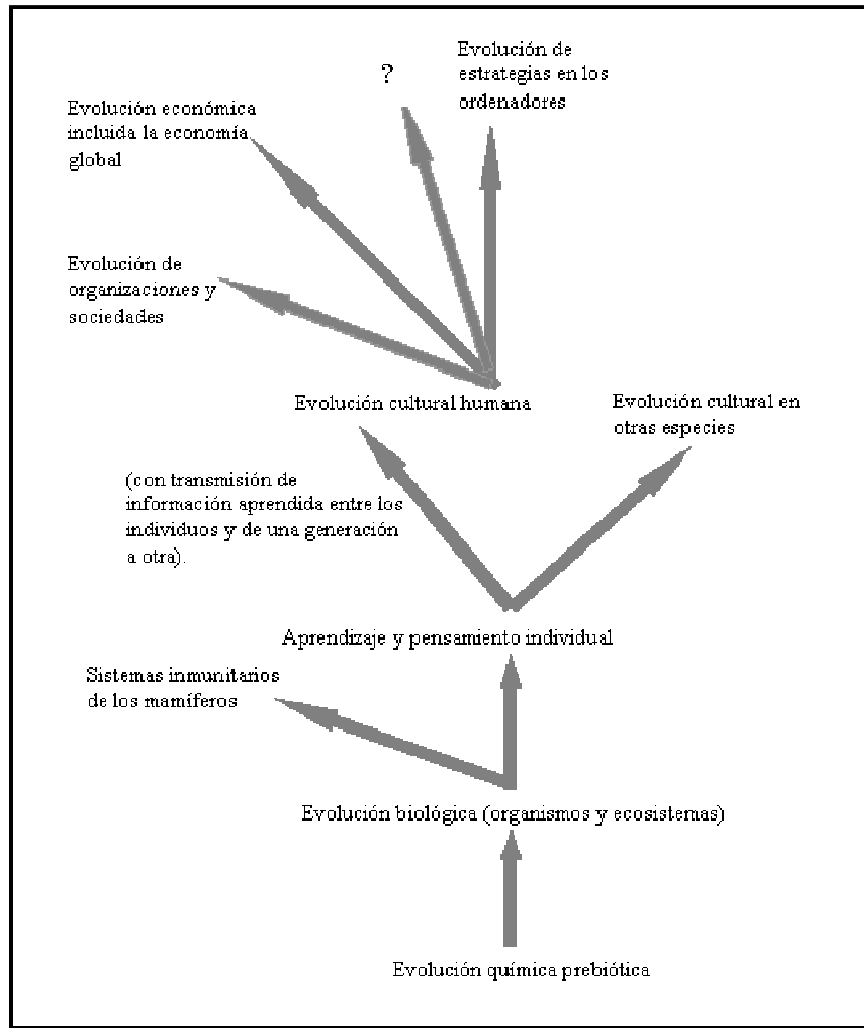 ?
Evolución de
estrategias en los
ordenadores
Evolución económica
incluida la economía
global
Evolución de
organizaciones y
sociedades
Evolución cultural humana
Evolución cultural en
otras especies
(con transmisión de
información aprendida entre los
individuos y de una generación
a otra).
Aprendizaje y pensamiento individual
Sistemas inmunitarios
de los mamíferos
Evolución biológica (organismos y ecosistemas)
Evolución química prebiótica